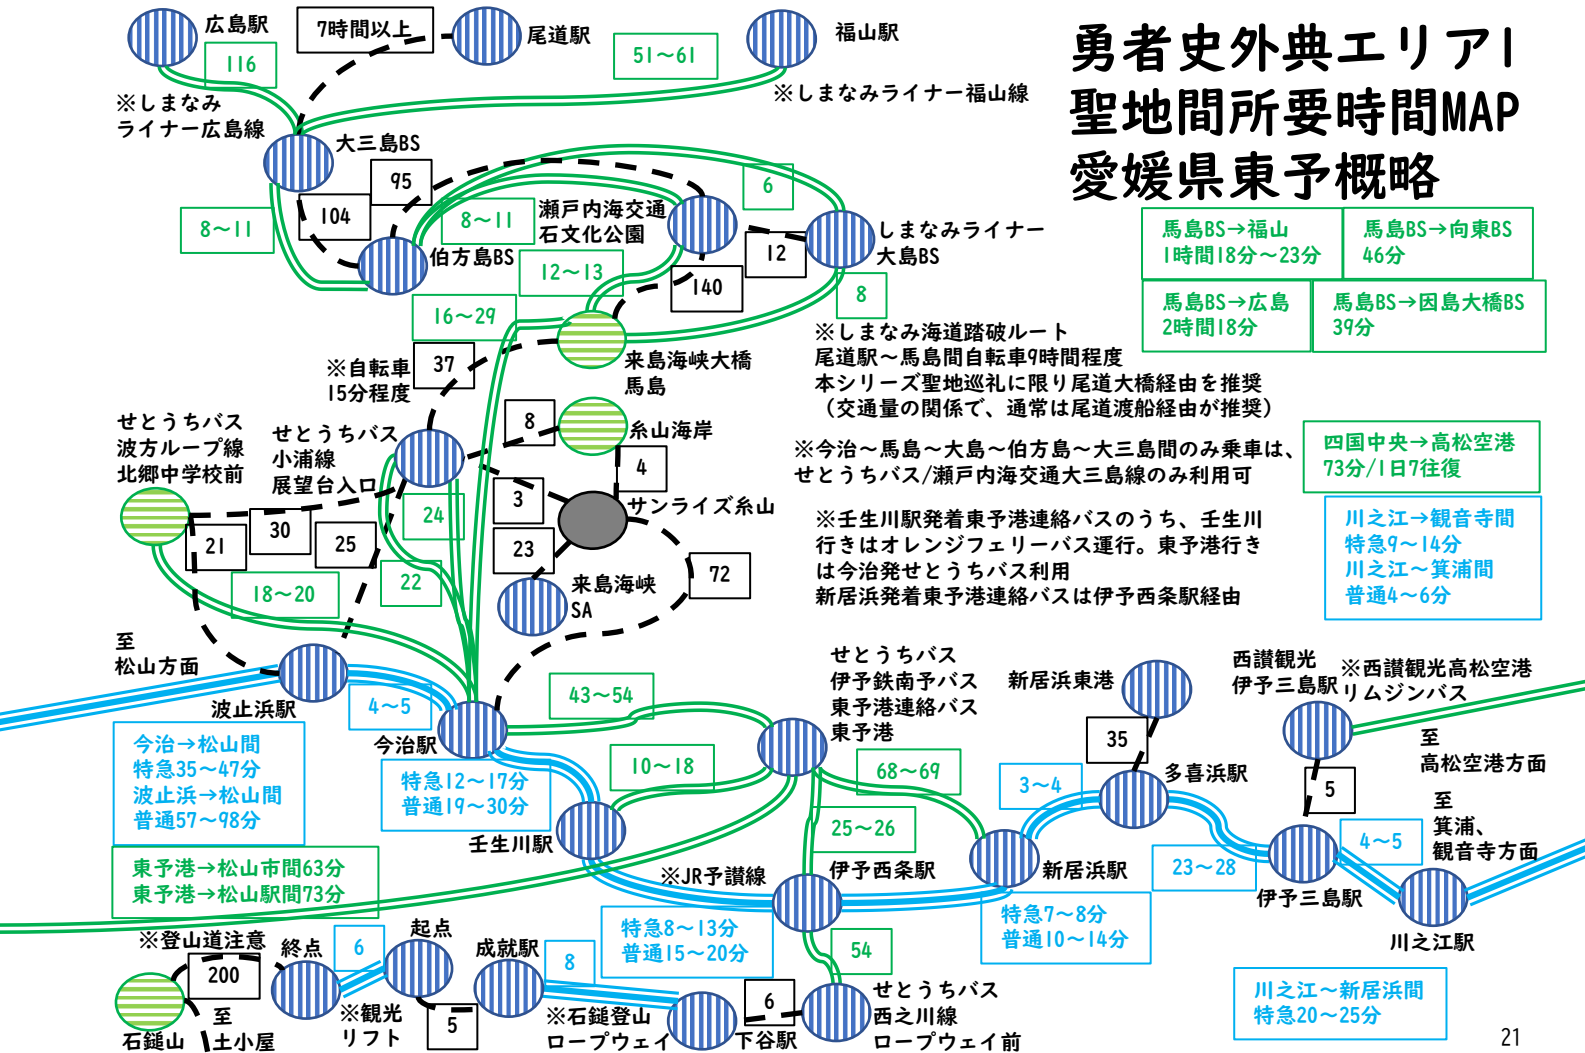 勇者史外典エリア1
聖地間所要時間MAP
愛媛県東予概略
広島駅
116
7時間以上
尾道駅
51～61
福山駅
※しまなみ
ライナー広島線
※しまなみライナー福山線
大三島BS
95
104
8～11
8～11
瀬戸内海交通
石文化公園
6
12
しまなみライナー
大島BS
伯方島BS
12～13
140
8
16～29
馬島BS→福山
1時間18分～23分
馬島BS→向東BS
46分
馬島BS→広島
2時間18分
馬島BS→因島大橋BS
39分
※自転車
15分程度
37
来島海峡大橋
馬島
※しまなみ海道踏破ルート
尾道駅～馬島間自転車9時間程度
本シリーズ聖地巡礼に限り尾道大橋経由を推奨
（交通量の関係で、通常は尾道渡船経由が推奨）
せとうちバス
波方ループ線
北郷中学校前
せとうちバス
小浦線
展望台入口
8
糸山海岸
4
※今治～馬島～大島～伯方島～大三島間のみ乗車は、
せとうちバス/瀬戸内海交通大三島線のみ利用可
四国中央→高松空港
73分/1日7往復
3
サンライズ糸山
24
21
30
25
23
22
72
18～20
来島海峡
SA
※壬生川駅発着東予港連絡バスのうち、壬生川
行きはオレンジフェリーバス運行。東予港行き
は今治発せとうちバス利用
新居浜発着東予港連絡バスは伊予西条駅経由
川之江→観音寺間
特急9～14分
川之江～箕浦間
普通4～6分
至
松山方面
波止浜駅
4～5
今治駅
43～54
せとうちバス
伊予鉄南予バス
東予港連絡バス
東予港
新居浜東港
西讃観光
伊予三島駅
※西讃観光高松空港
リムジンバス
至
高松空港方面
今治→松山間
特急35～47分
波止浜→松山間
普通57～98分
特急12～17分
普通19～30分
10～18
68～69
35
多喜浜駅
3～4
5
至
箕浦、
観音寺方面
壬生川駅
25～26
4～5
東予港→松山市間63分
東予港→松山駅間73分
※JR予讃線
伊予西条駅
新居浜駅
23～28
伊予三島駅
川之江駅
特急8～13分
普通15～20分
特急7～8分
普通10～14分
※登山道注意
200
終点
6
起点
成就駅
8
54
石鎚山
至
土小屋
※観光
リフト
5
※石鎚登山
ロープウェイ
6
下谷駅
せとうちバス
西之川線
ロープウェイ前
川之江～新居浜間
特急20～25分
21